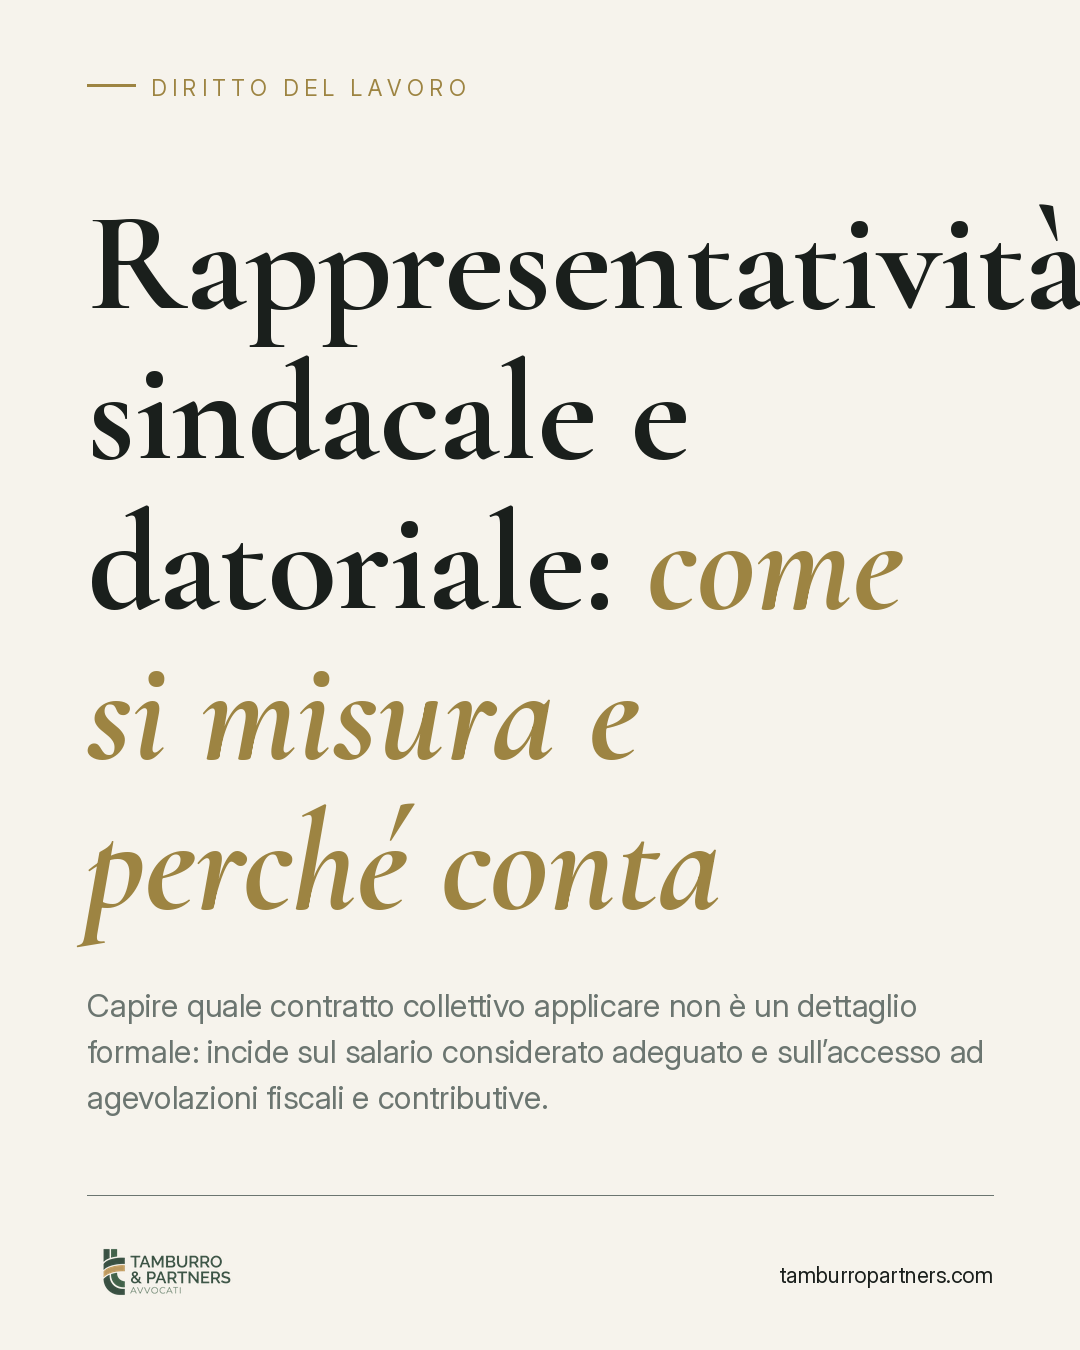 DIRITTO DEL LAVORO
Rappresentatività
sindacale e
datoriale: come
si misura e
perché conta
Capire quale contratto collettivo applicare non è un dettaglio
formale: incide sul salario considerato adeguato e sull’accesso ad
agevolazioni fiscali e contributive.
TAMBURRO
& PARTNERS
AVVOCATI
tamburropartners.com